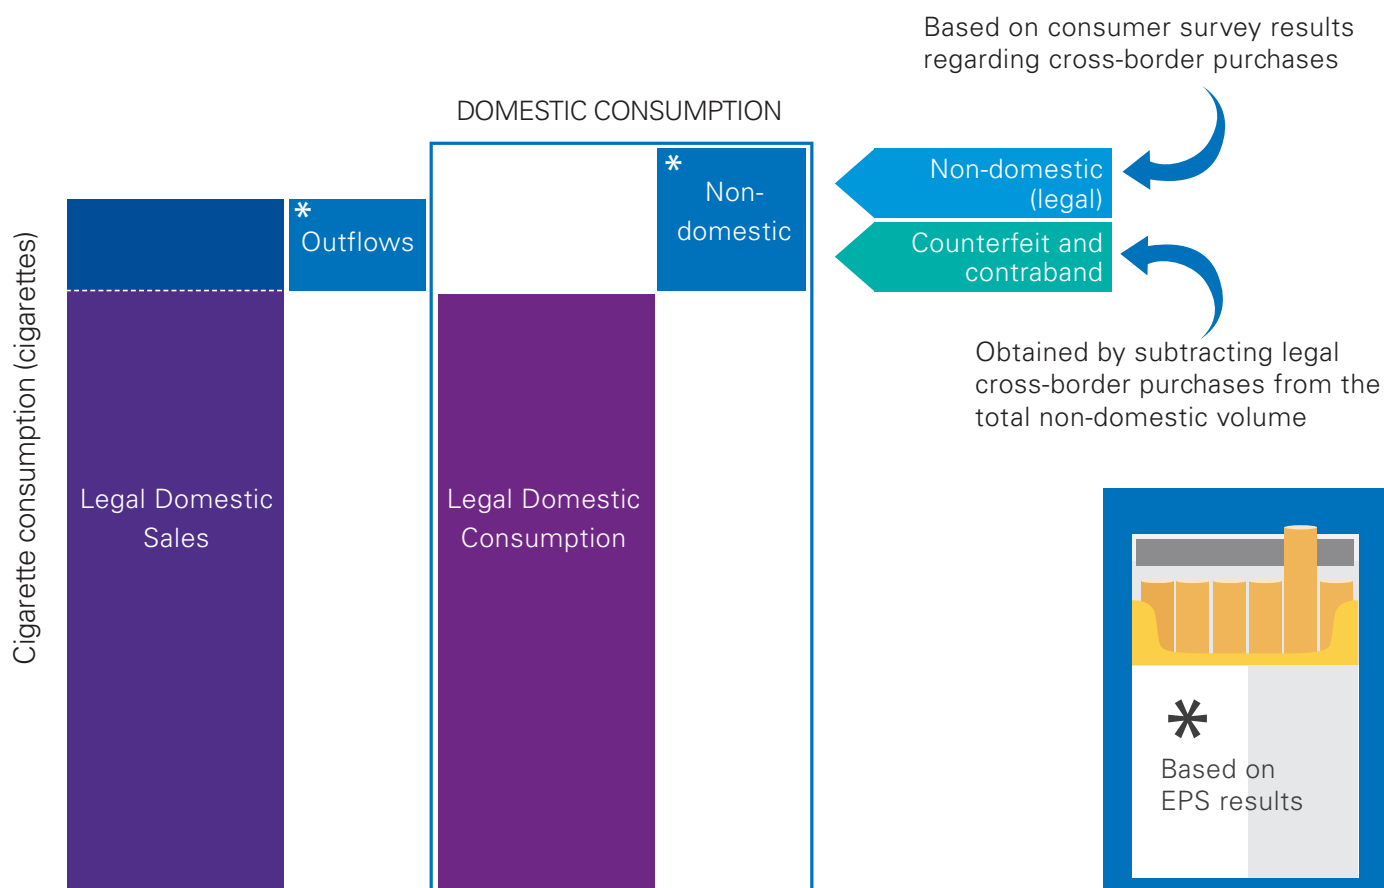 Based on consumer survey results
regarding cross-border purchases
DOMESTIC CONSUMPTION
*
Non-
domestic
Non-domestic
(legal)
*
Outflows
Counterfeit and
contraband
Cigarette consumption (cigarettes)
Obtained by subtracting legal
cross-border purchases from the
total non-domestic volume
Legal Domestic
Sales
Legal Domestic
Consumption
*
Based on
EPS results